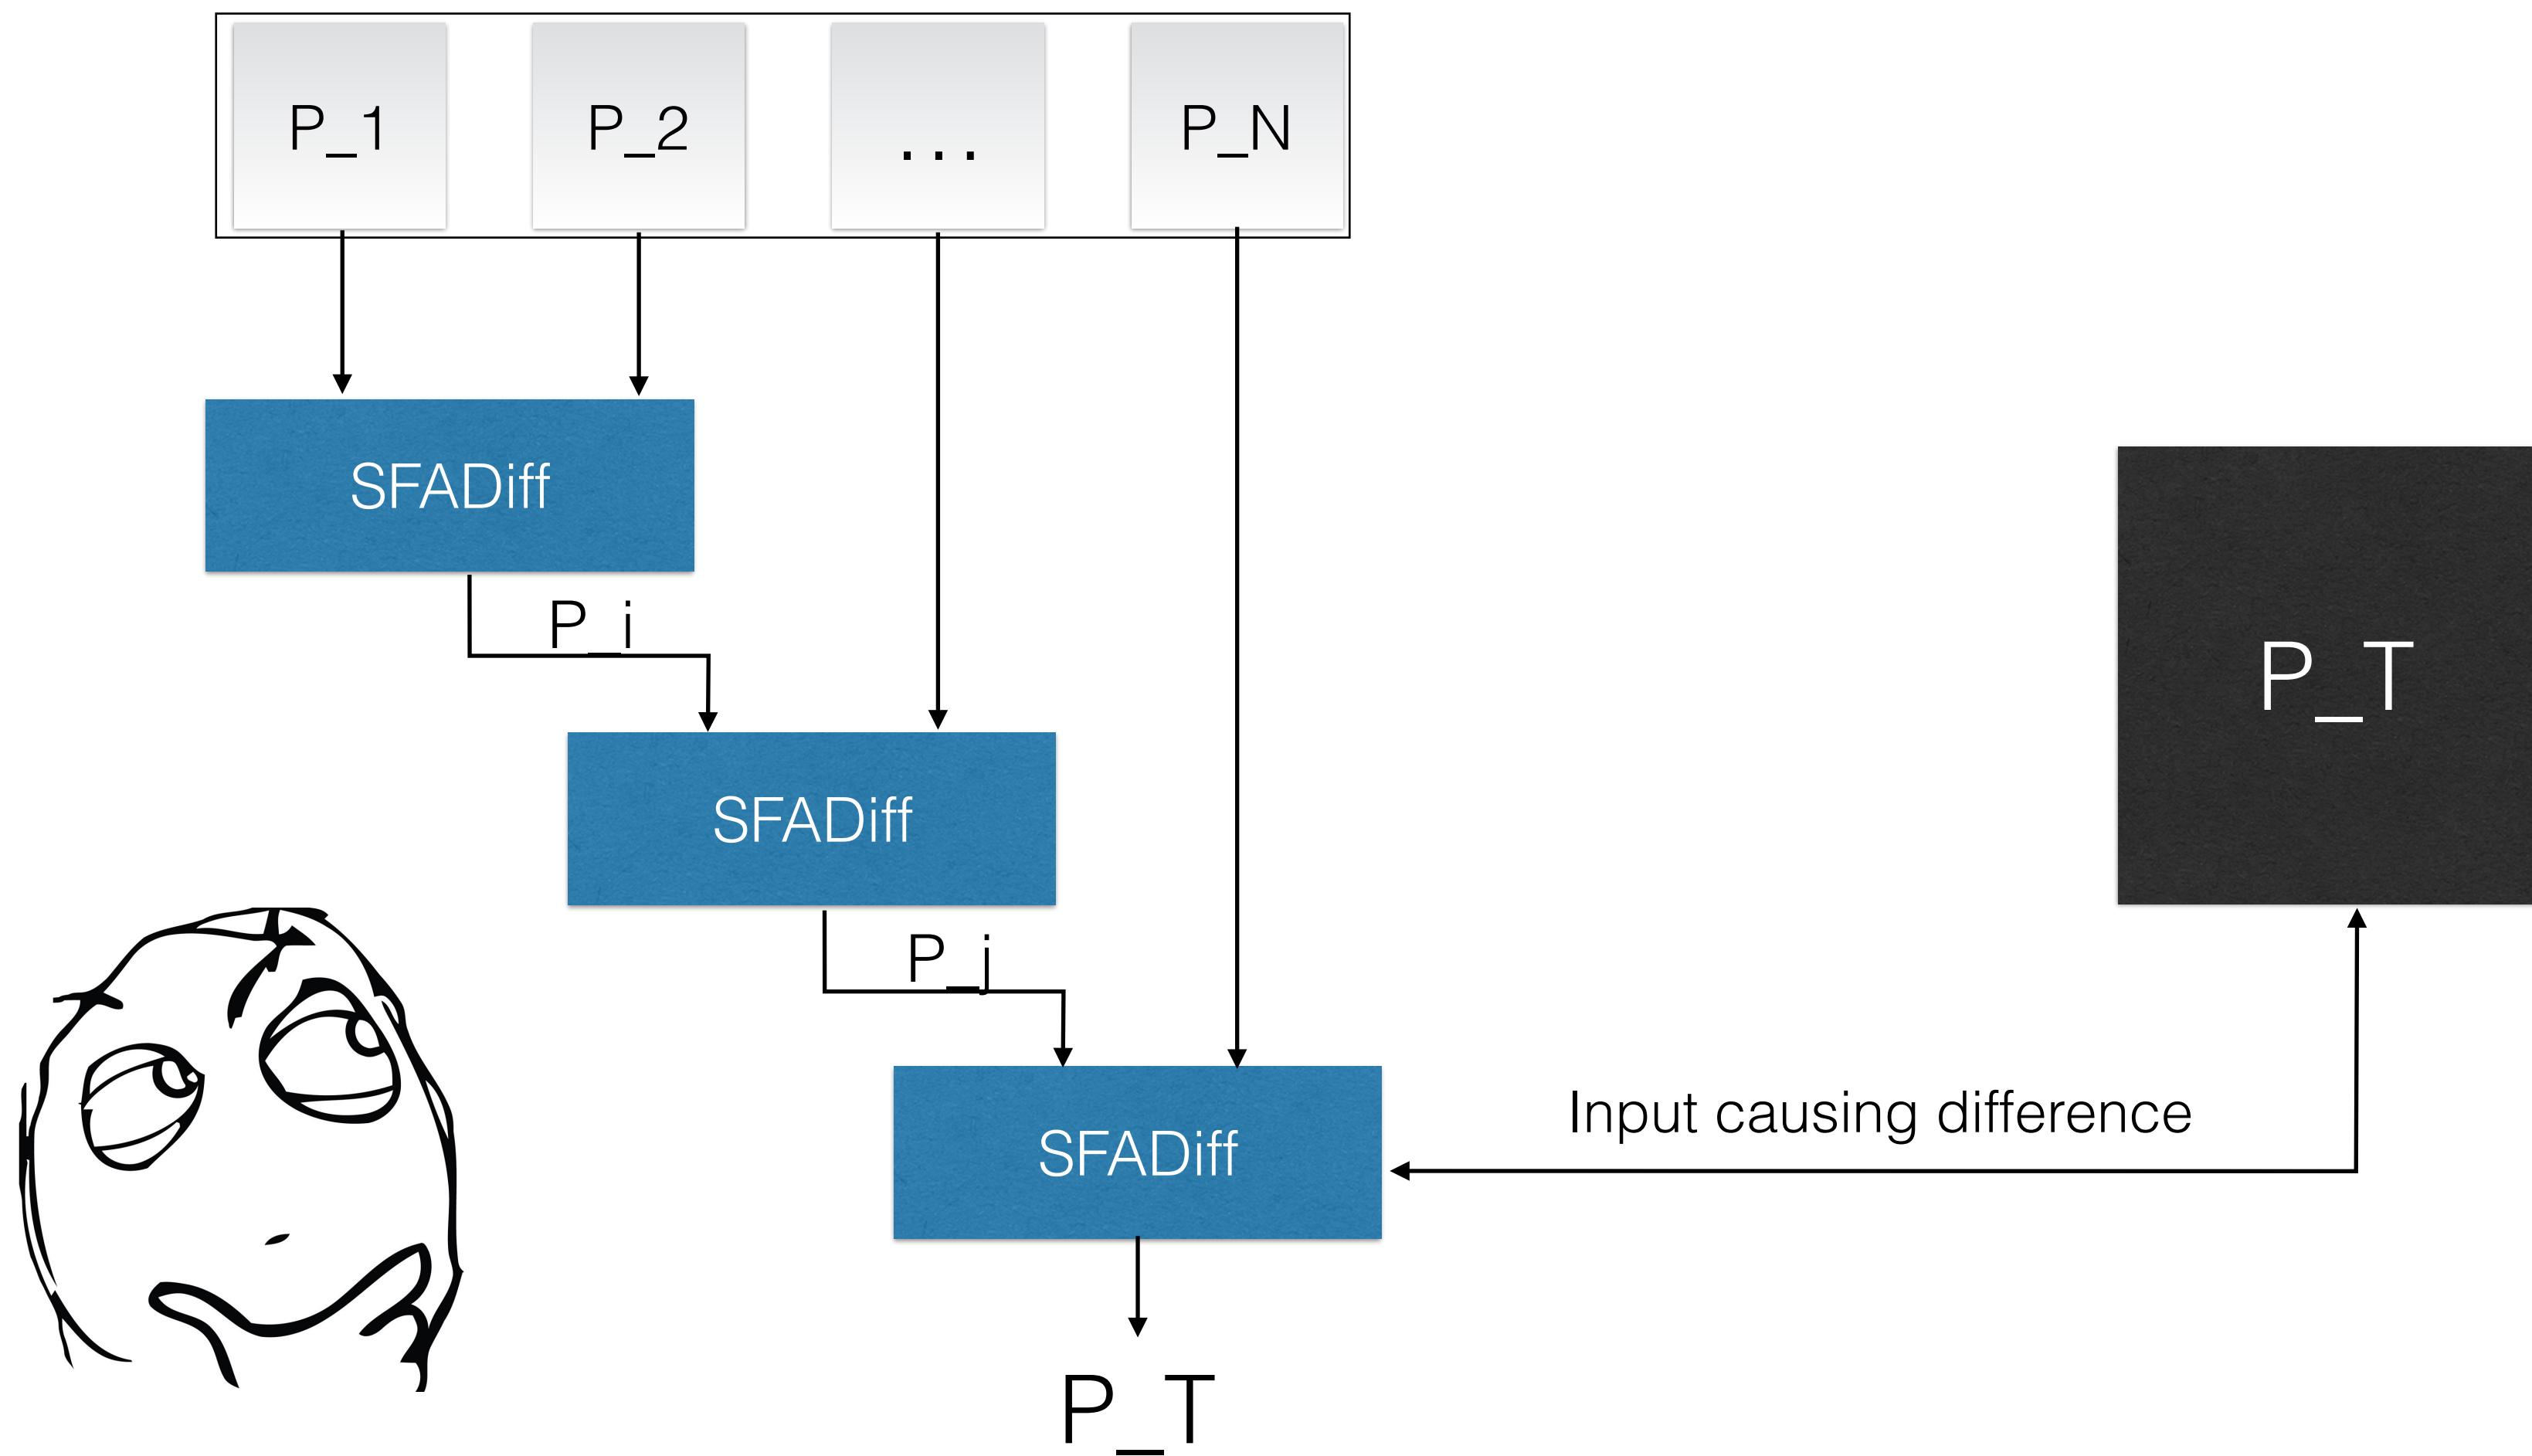 P_1
P_2
...
P_N
SFADiff
P_i
P_T
SFADiff
P_j
Input causing difference
SFADiff
P_T